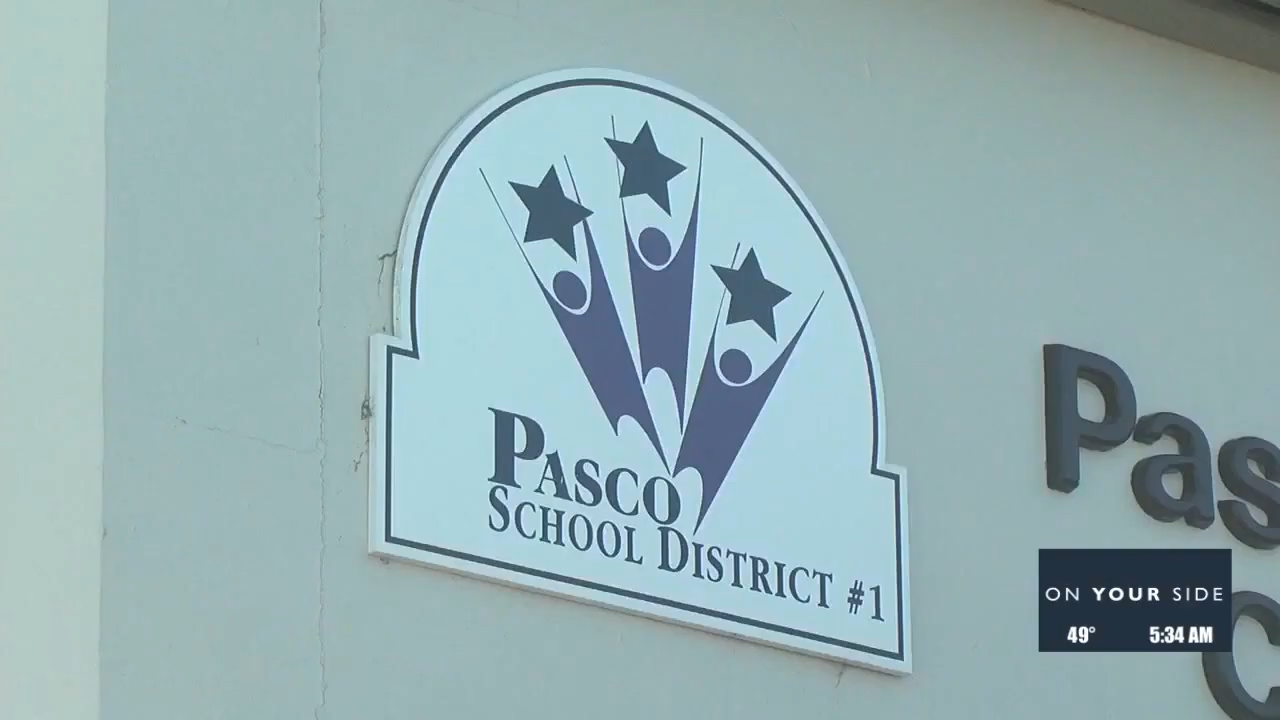 PASCO
SCHOOL DISTRICT #1
Pas
C
ON YOUR SIDE
49° 5:34 AM